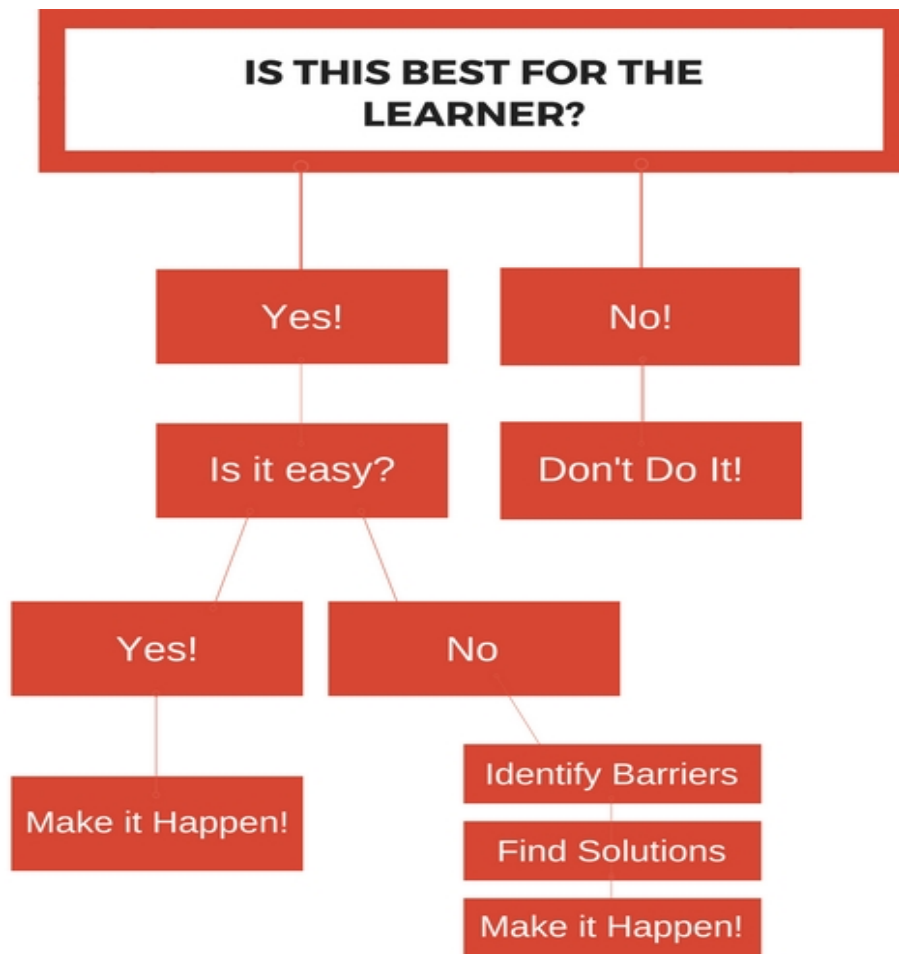 IS THIS BEST FOR THE
LEARNER?
Yes!
No!
Is it easy?
Don't Do It!
Yes!
No
Make it Happen!
Identify Barriers
Find Solutions
Make it Happen!